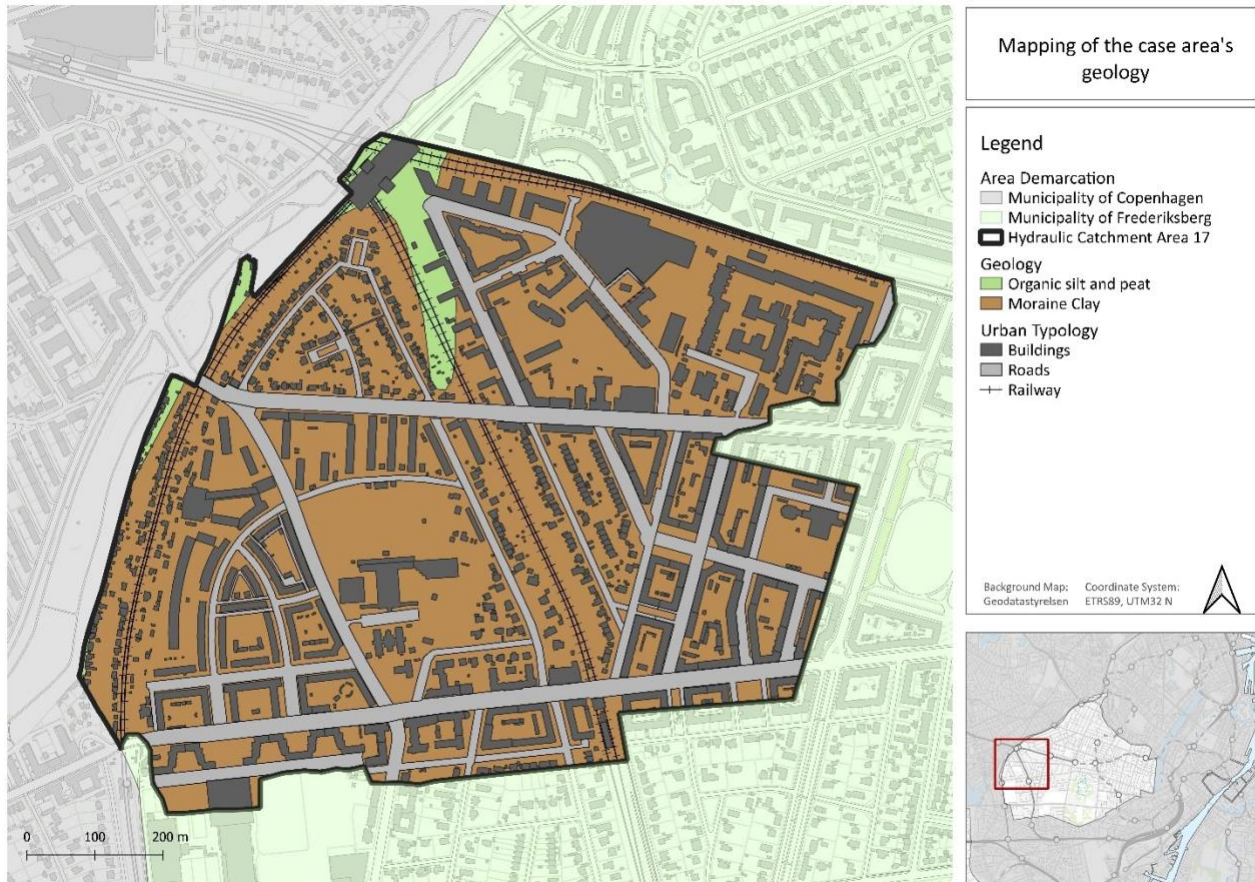 Mapping of the case area's
geology
Legend
Area Demarcation
Municipality of Copenhagen
Municipality of Frederiksberg
Hydraulic Catchment Area 17
Geology
Organic silt and peat
Moraine Clay
Urban Typology
Buildings
Roads
Railway
Background Map: Coordinate System:
Geodatastyrelsen ETRS89, UTM32 N
0 100 200 m